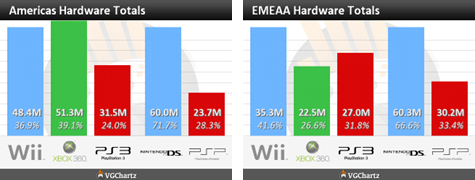 Americas Hardware Totals
48.4M 51.3M 31.5M 60.0M 23.7M
36.9% 39.1% 24.0% 71.7% 28.3%
Wii XBOX 360 PS3 NINTENDO DS PSP
PlayStation 3
VGChartz
EMEAA Hardware Totals
35.3M 22.5M 27.0M 60.3M 30.2M
41.6% 26.6% 31.8% 66.6% 33.4%
Wii XBOX 360 PS3 NINTENDO DS PSP
PlayStation 3
VGChartz